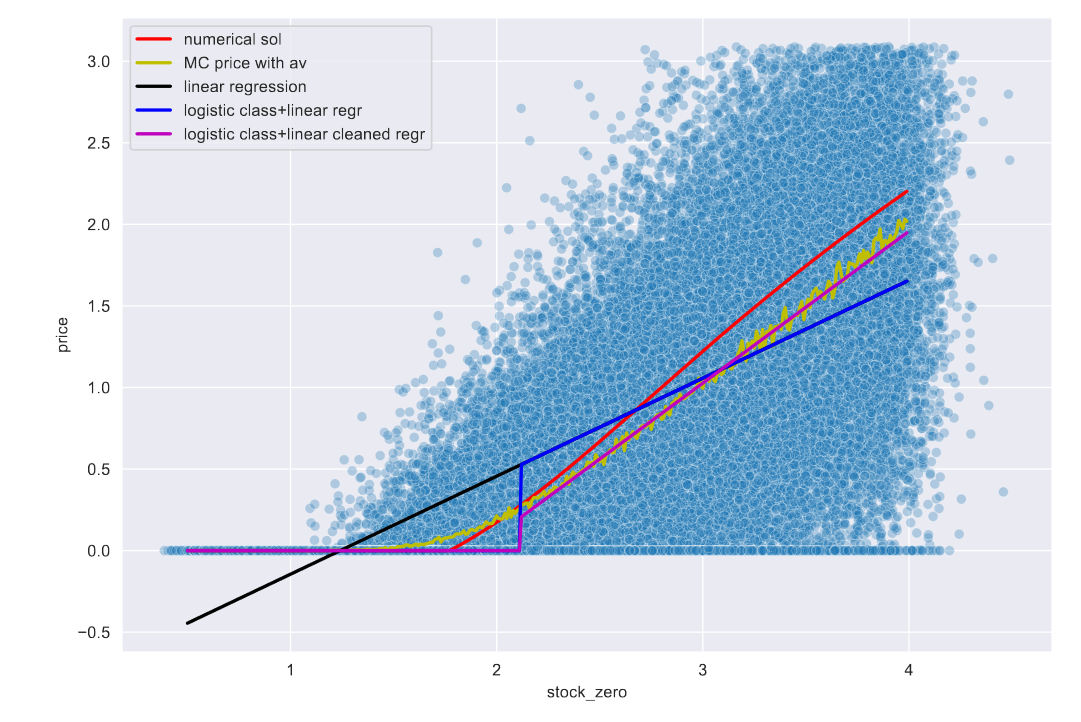 numerical sol
MC price with av
linear regression
logistic class+linear regr
logistic class+linear cleaned regr
3.0
2.5
2.0
1.5
1.0
0.5
0.0
−0.5
price
1 2 3 4
stock_zero